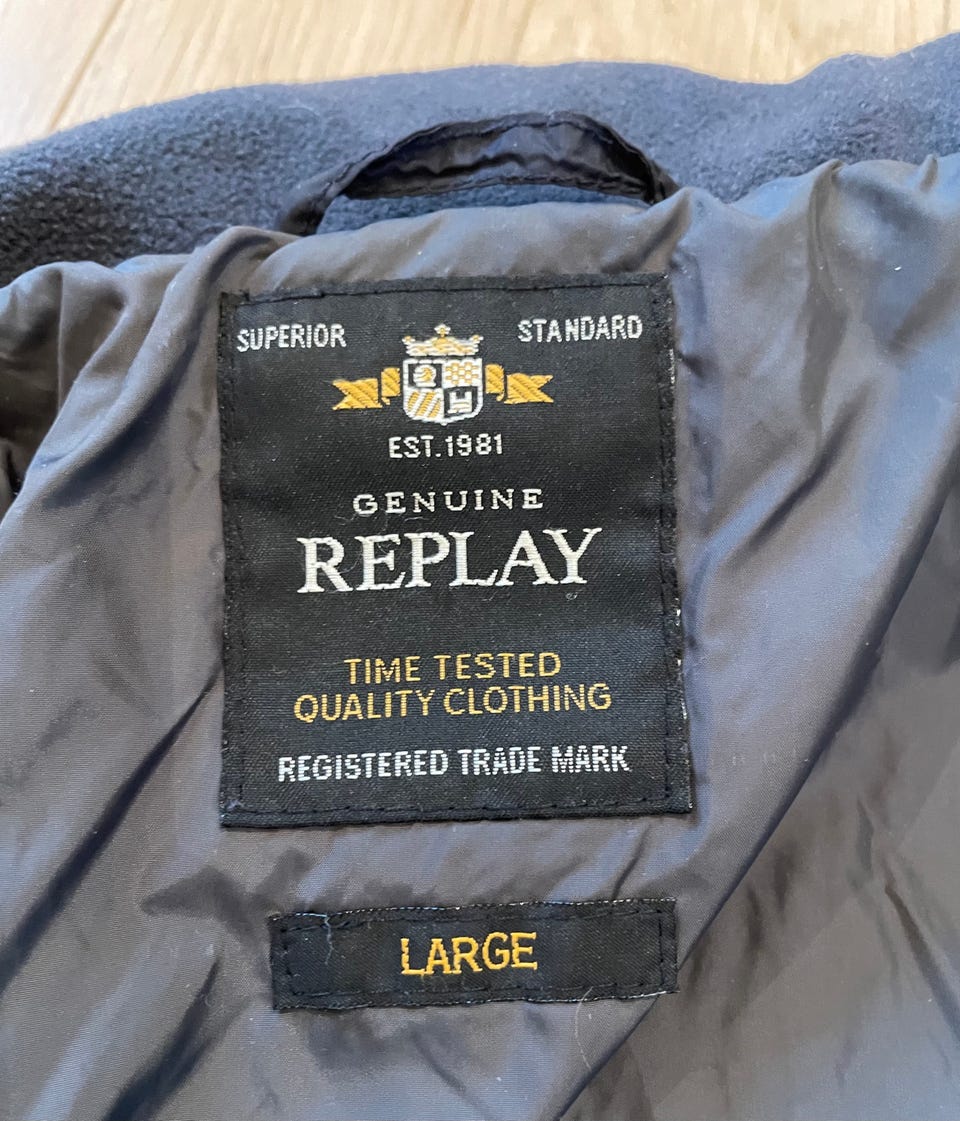 SUPERIOR STANDARD
EST.1981
GENUINE
REPLAY
TIME TESTED
QUALITY CLOTHING
REGISTERED TRADE MARK
LARGE